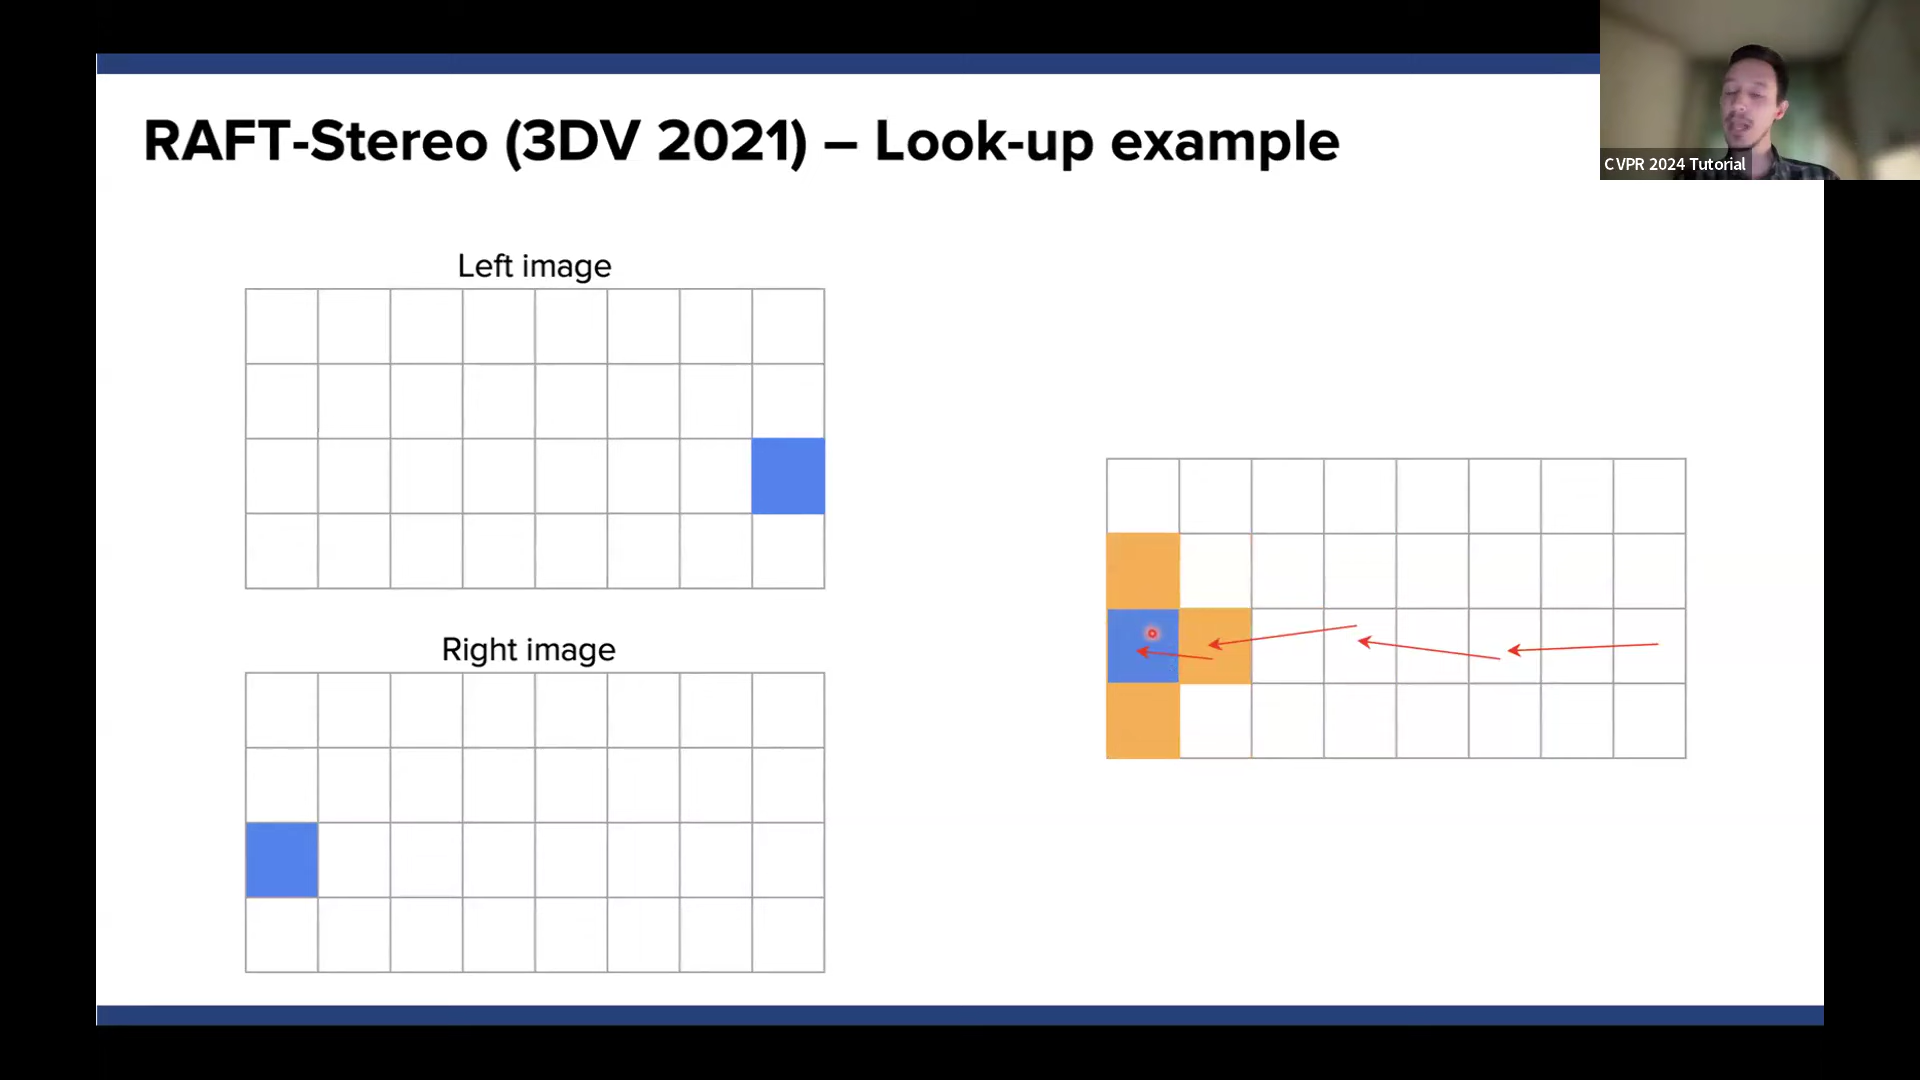 RAFT-Stereo (3DV 2021) – Look-up example
CVPR 2024 Tutorial
Left image
Right image